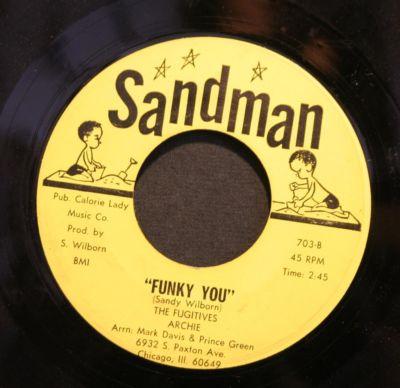 Sandman
Pub. Calorie Lady
Music Co.
Prod. by
S. Wilborn
BMI
703-B
45 RPM
Time: 2:45
"FUNKY YOU"
(Sandy Wilborn)
THE FUGITIVES
ARCHIE
Arrn: Mark Davis & Prince Green
6932 S. Paxton Ave.
Chicago, Ill. 60649